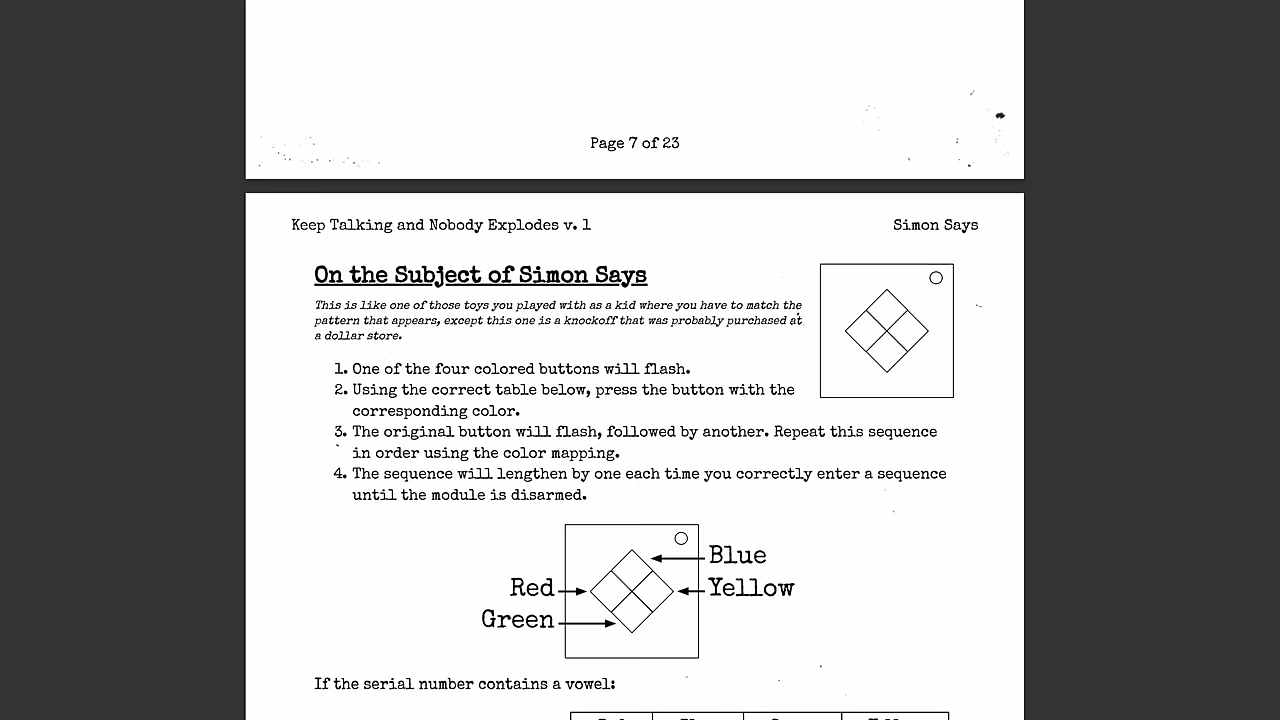 Page 7 of 23
Keep Talking and Nobody Explodes v. 1
Simon Says
On the Subject of Simon Says
This is like one of those toys you played with as a kid where you have to match the
pattern that appears, except this one is a knockoff that was probably purchased at
a dollar store.
1. One of the four colored buttons will flash.
2. Using the correct table below, press the button with the
corresponding color.
3. The original button will flash, followed by another. Repeat this sequence
in order using the color mapping.
4. The sequence will lengthen by one each time you correctly enter a sequence
until the module is disarmed.
Blue
Red
Yellow
Green
If the serial number contains a vowel: